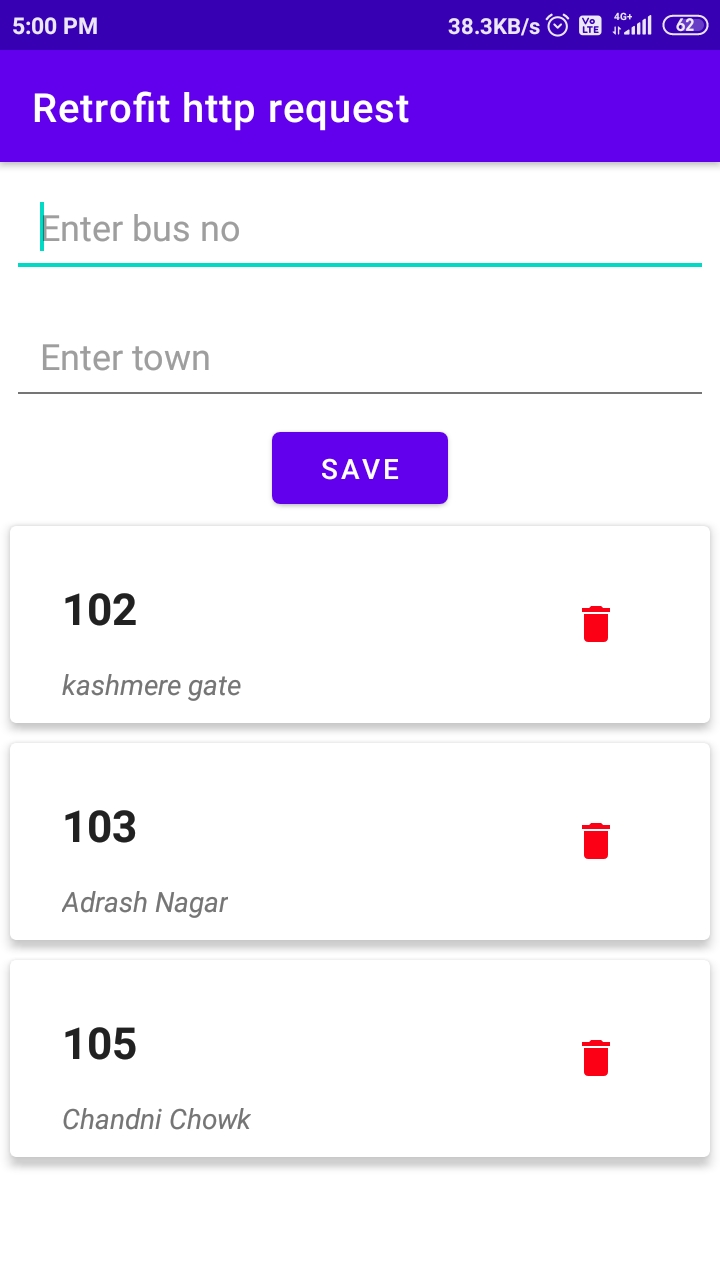 5:00 PM 38.3KB/s Vo LTE 4G+ 62
Retrofit http request
Enter bus no
Enter town
SAVE
102
kashmere gate
103
Adrash Nagar
105
Chandni Chowk